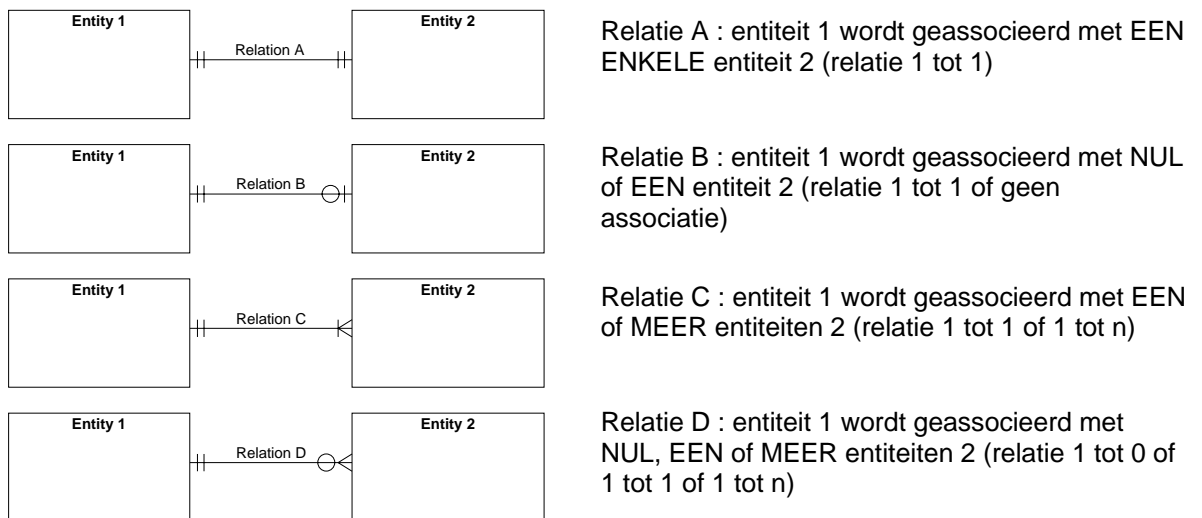 Entity 1
Relation A
Entity 2
Relatie A : entiteit 1 wordt geassocieerd met EEN
ENKELE entiteit 2 (relatie 1 tot 1)
Entity 1
Relation B
Entity 2
Relatie B : entiteit 1 wordt geassocieerd met NUL
of EEN entiteit 2 (relatie 1 tot 1 of geen
associatie)
Entity 1
Relation C
Entity 2
Relatie C : entiteit 1 wordt geassocieerd met EEN
of MEER entiteiten 2 (relatie 1 tot 1 of 1 tot n)
Entity 1
Relation D
Entity 2
Relatie D : entiteit 1 wordt geassocieerd met
NUL, EEN of MEER entiteiten 2 (relatie 1 tot 0 of
1 tot 1 of 1 tot n)